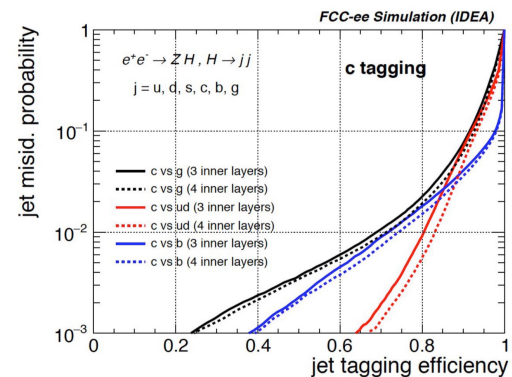 FCC-ee Simulation (IDEA)
e⁺e⁻ → Z H , H → j j
j = u, d, s, c, b, g
c tagging
jet misid. probability
1
10⁻¹
10⁻²
10⁻³
c vs g (3 inner layers)
c vs g (4 inner layers)
c vs ud (3 inner layers)
c vs ud (4 inner layers)
c vs b (3 inner layers)
c vs b (4 inner layers)
0 0.2 0.4 0.6 0.8 1
jet tagging efficiency